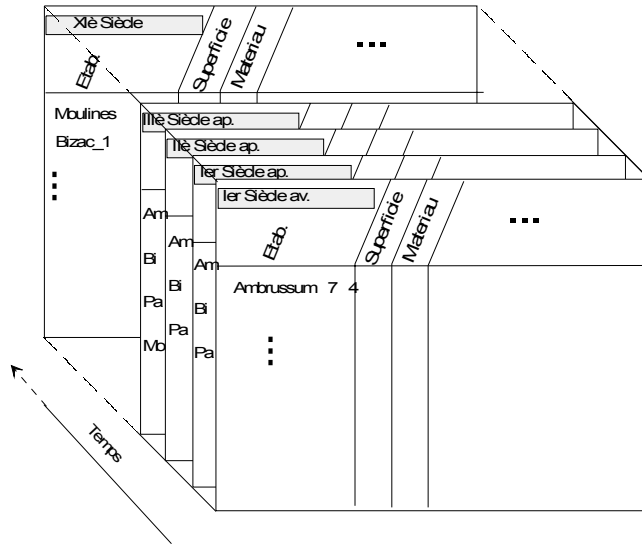 XIè Siècle
Etab.
Superficie
Materiau
...
Moulines
Bizac_1
IIIè Siècle ap.
IIè Siècle ap.
Ier Siècle ap.
Ier Siècle av.
Etab.
Superficie
Materiau
...
Am
Bi
Pa
Mo
Am
Bi
Pa
Am
Bi
Pa
Ambrussum 7 4
Temps